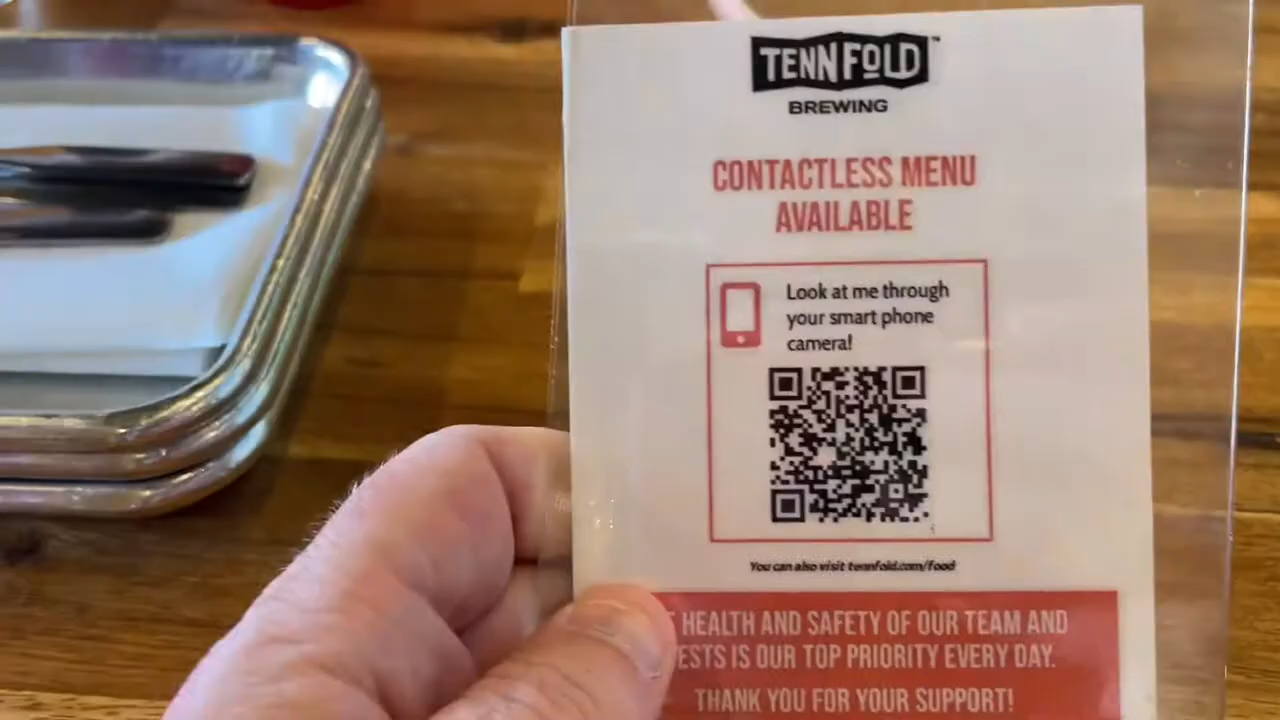 TENNFOLD™
BREWING
CONTACTLESS MENU
AVAILABLE
Look at me through
your smart phone
camera!
You can also visit tennfold.com/food
HEALTH AND SAFETY OF OUR TEAM AND
ESTS IS OUR TOP PRIORITY EVERY DAY.
THANK YOU FOR YOUR SUPPORT!